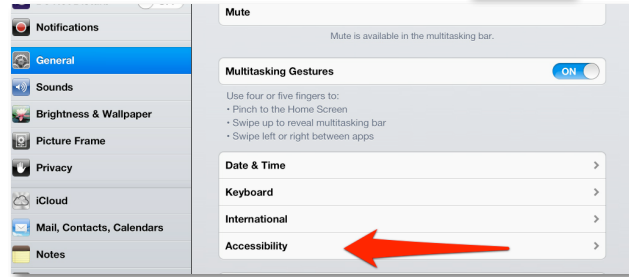 Notifications
General
Sounds
Brightness & Wallpaper
Picture Frame
Privacy
iCloud
Mail, Contacts, Calendars
Notes
Mute
Mute is available in the multitasking bar.
Multitasking Gestures
ON
Use four or five fingers to:
• Pinch to the Home Screen
• Swipe up to reveal multitasking bar
• Swipe left or right between apps
Date & Time
Keyboard
International
Accessibility